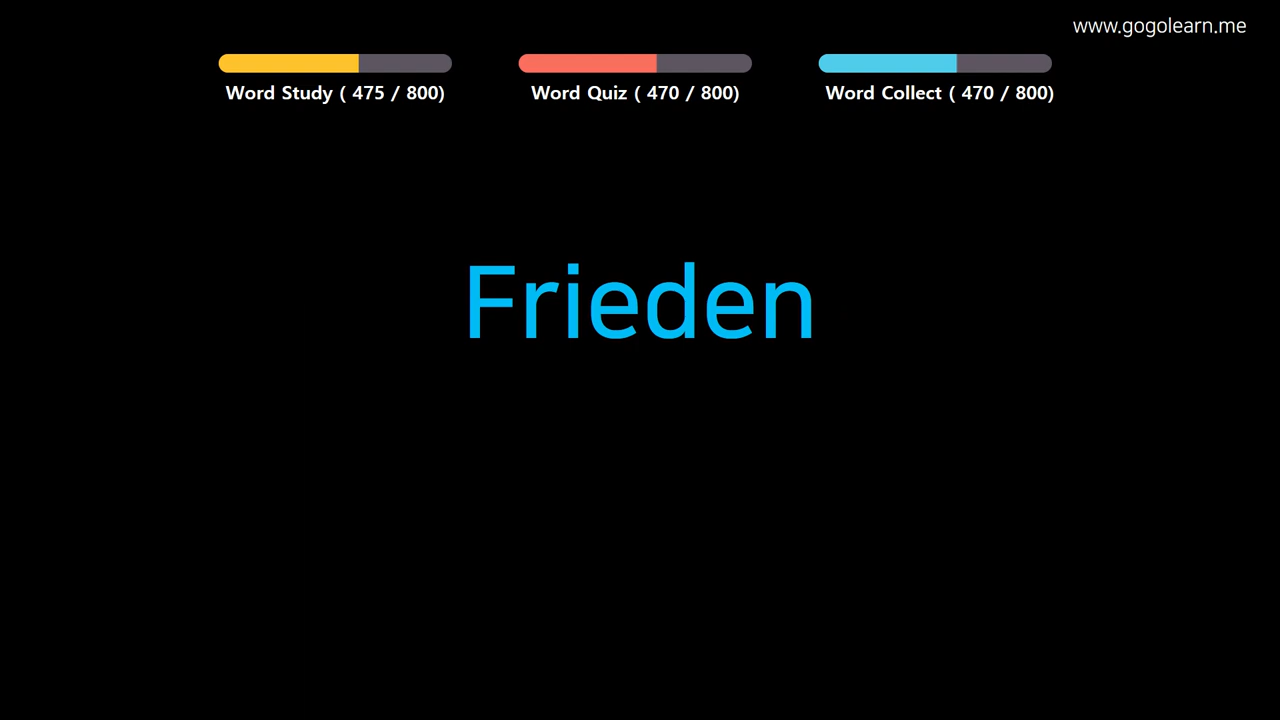 www.gogolearn.me
Word Study ( 475 / 800)
Word Quiz ( 470 / 800)
Word Collect ( 470 / 800)
Frieden